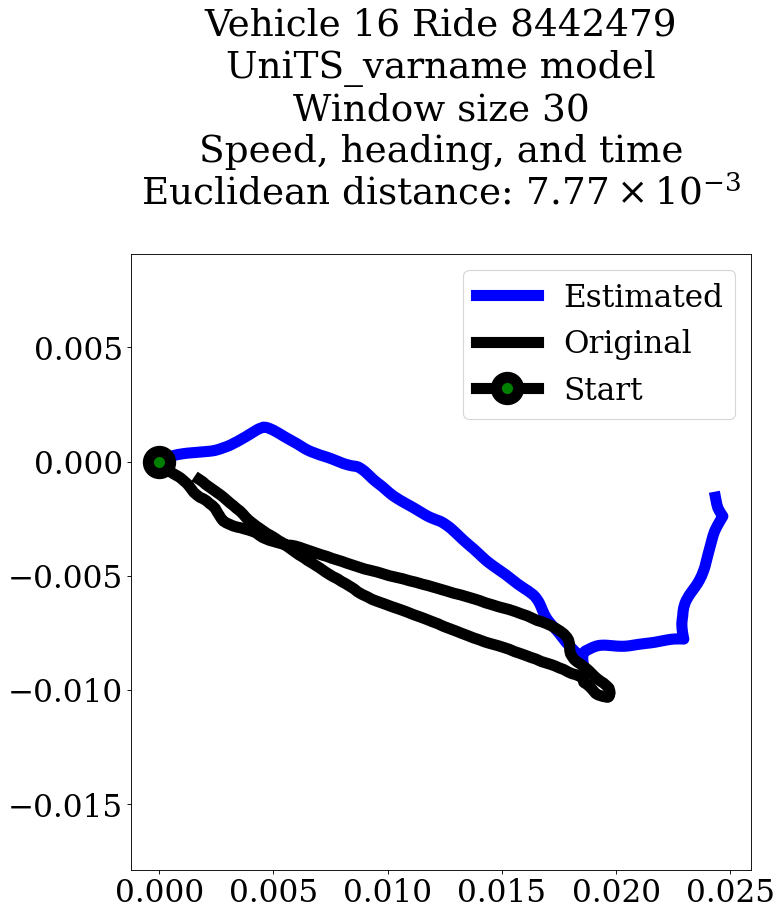 Vehicle 16 Ride 8442479
UniTS_varname model
Window size 30
Speed, heading, and time
Euclidean distance: 7.77 × 10⁻³
Estimated
Original
Start
0.005
0.000
−0.005
−0.010
−0.015
0.000 0.005 0.010 0.015 0.020 0.025